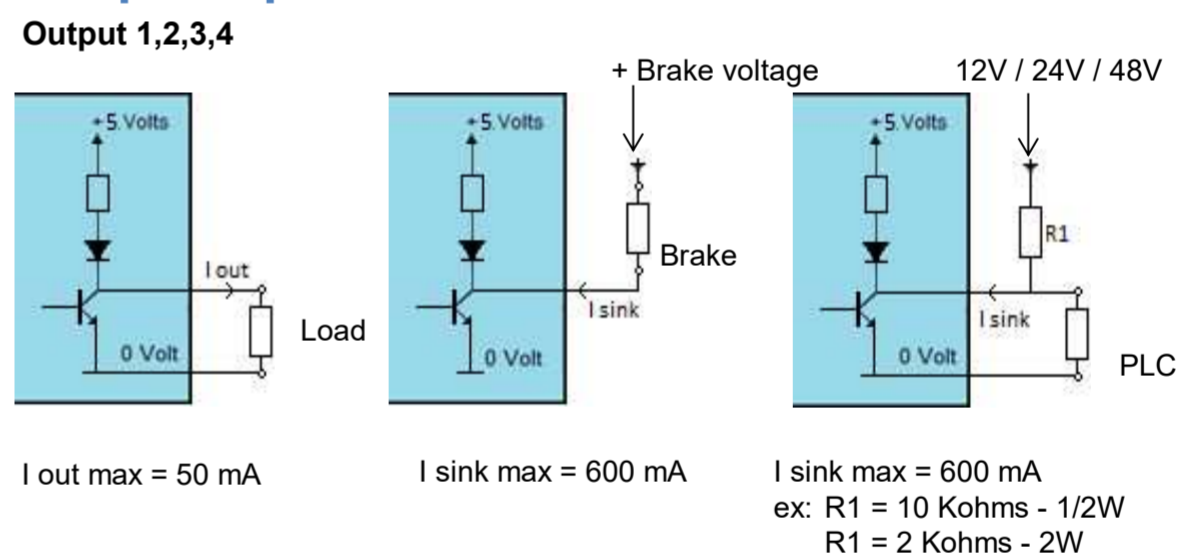 Output 1,2,3,4
+ Brake voltage
12V / 24V / 48V
+5.Volts
I out
Load
0 Volt
+5.Volts
Brake
I sink
0 Volt
+5.Volts
R1
I sink
0 Volt
PLC
I out max = 50 mA
I sink max = 600 mA
I sink max = 600 mA
ex: R1 = 10 Kohms - 1/2W
R1 = 2 Kohms - 2W